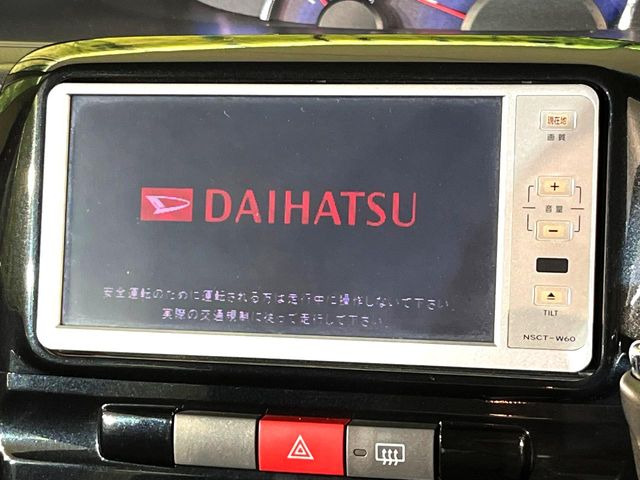 現在地
画質
DAIHATSU
+
音量
−
安全運転のために運転される方は走行中に操作しないで下さい。
実際の交通規制に従って走行して下さい。
TILT
NSCT-W60